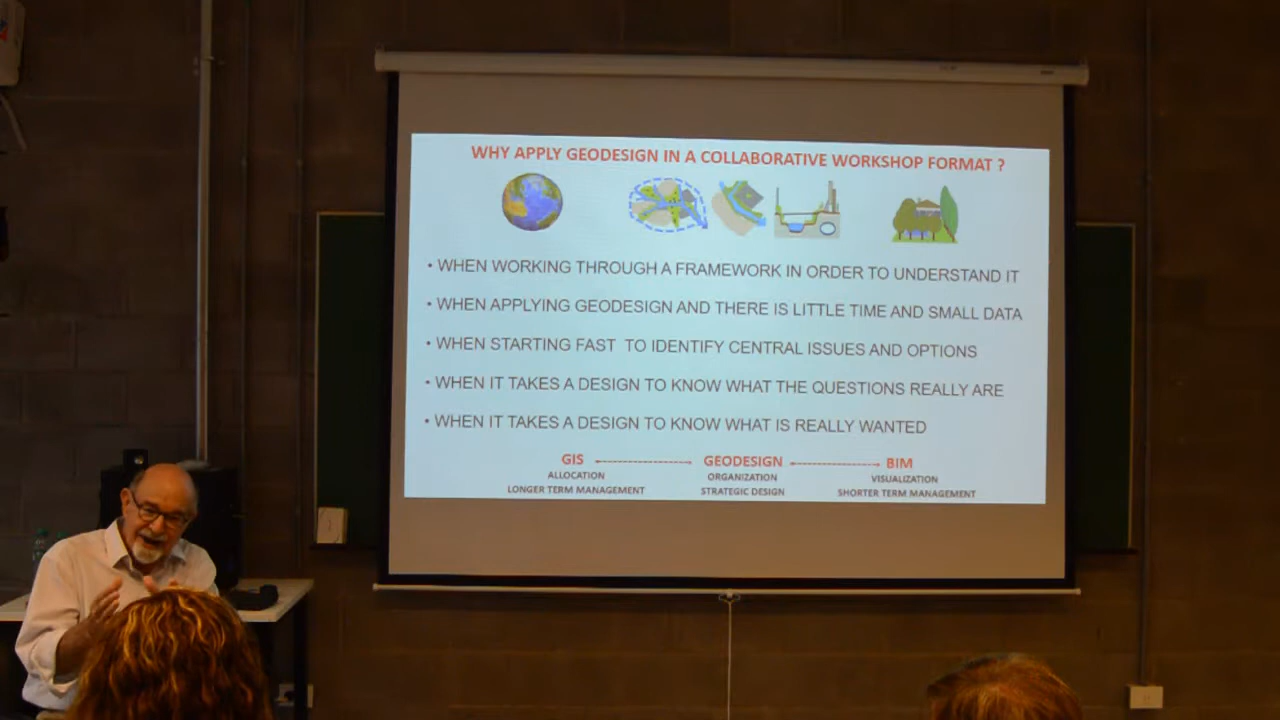 WHY APPLY GEODESIGN IN A COLLABORATIVE WORKSHOP FORMAT ?
• WHEN WORKING THROUGH A FRAMEWORK IN ORDER TO UNDERSTAND IT
• WHEN APPLYING GEODESIGN AND THERE IS LITTLE TIME AND SMALL DATA
• WHEN STARTING FAST TO IDENTIFY CENTRAL ISSUES AND OPTIONS
• WHEN IT TAKES A DESIGN TO KNOW WHAT THE QUESTIONS REALLY ARE
• WHEN IT TAKES A DESIGN TO KNOW WHAT IS REALLY WANTED
GIS GEODESIGN BIM
ALLOCATION ORGANIZATION VISUALIZATION
LONGER TERM MANAGEMENT STRATEGIC DESIGN SHORTER TERM MANAGEMENT